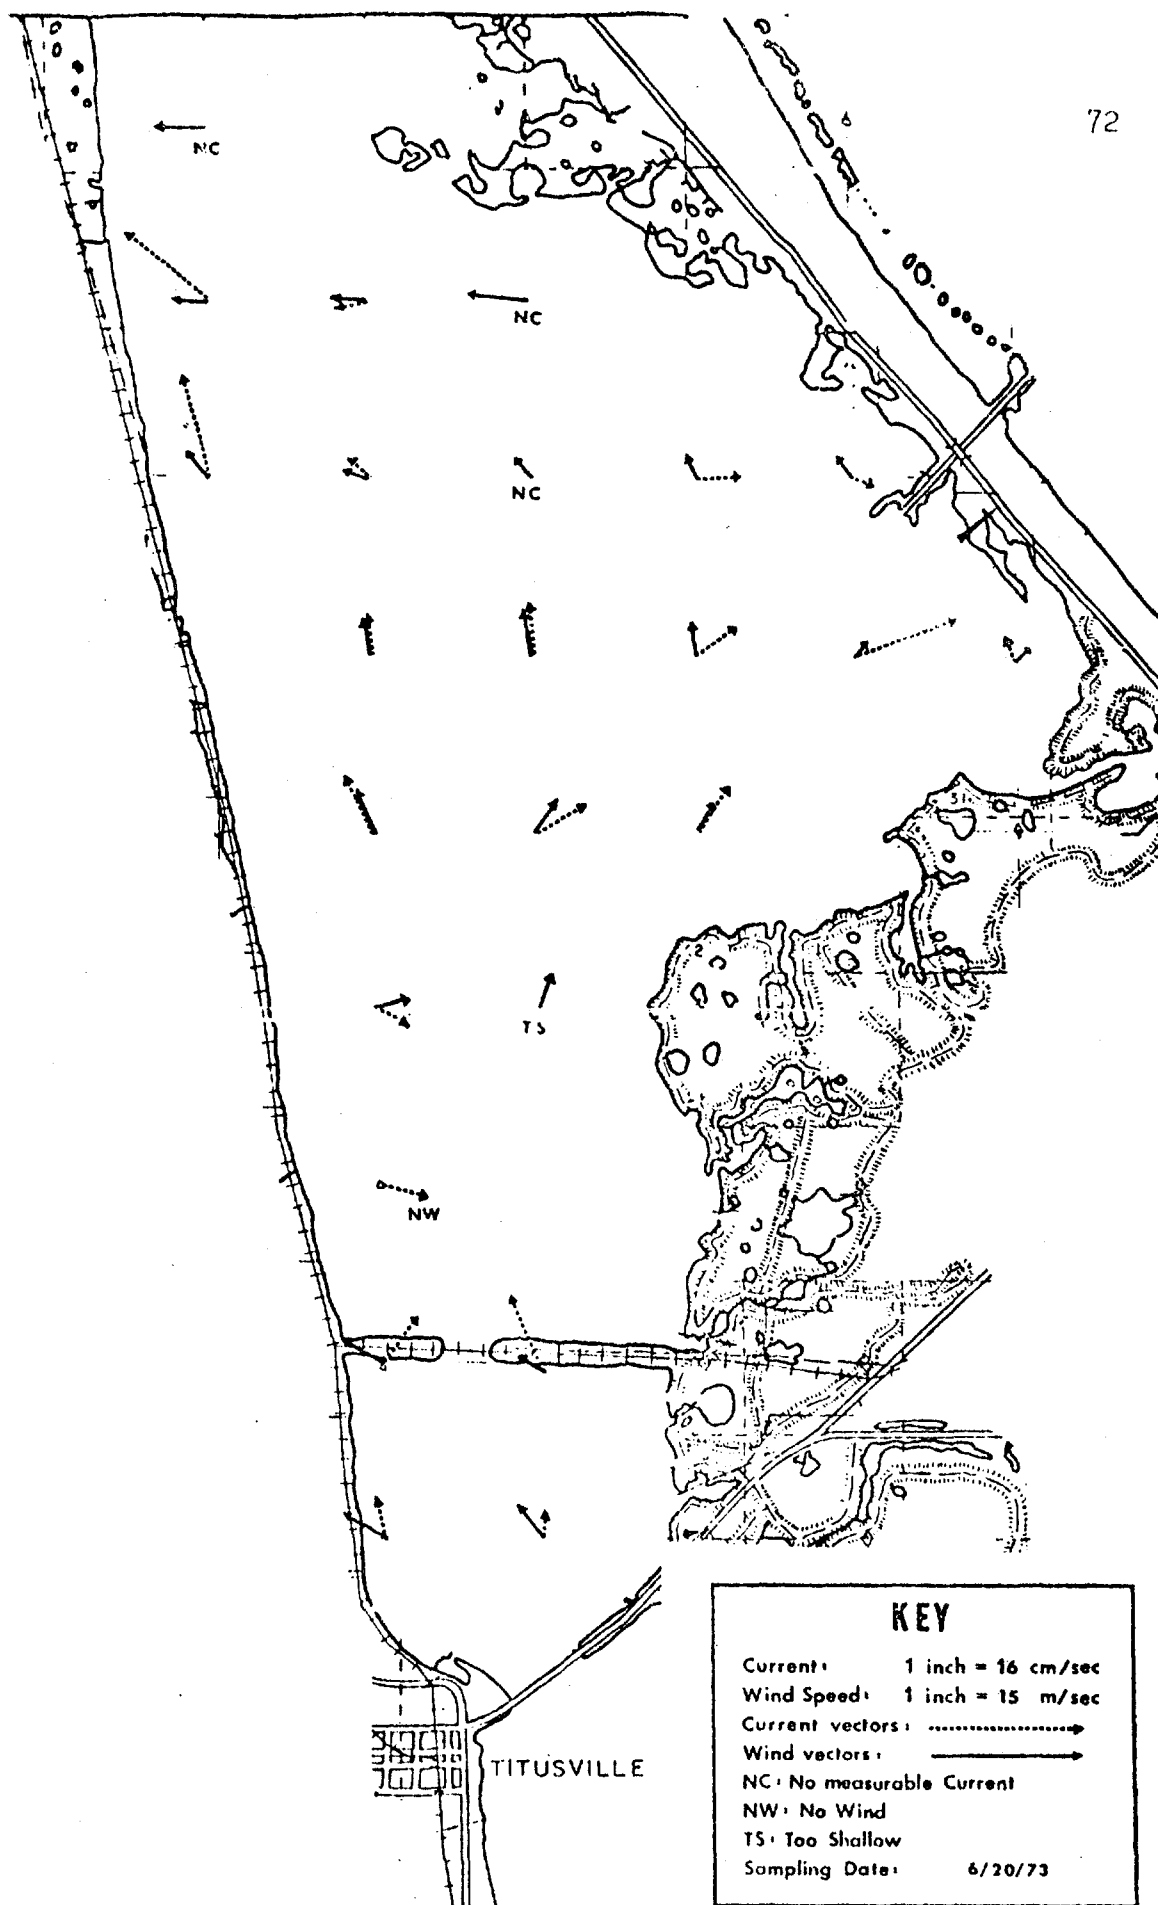 72
NC
NC
NC
31
2
TS
NW
TITUSVILLE
KEY
Current: 1 inch = 16 cm/sec
Wind Speed: 1 inch = 15 m/sec
Current vectors:
Wind vectors:
NC: No measurable Current
NW: No Wind
TS: Too Shallow
Sampling Date: 6/20/73